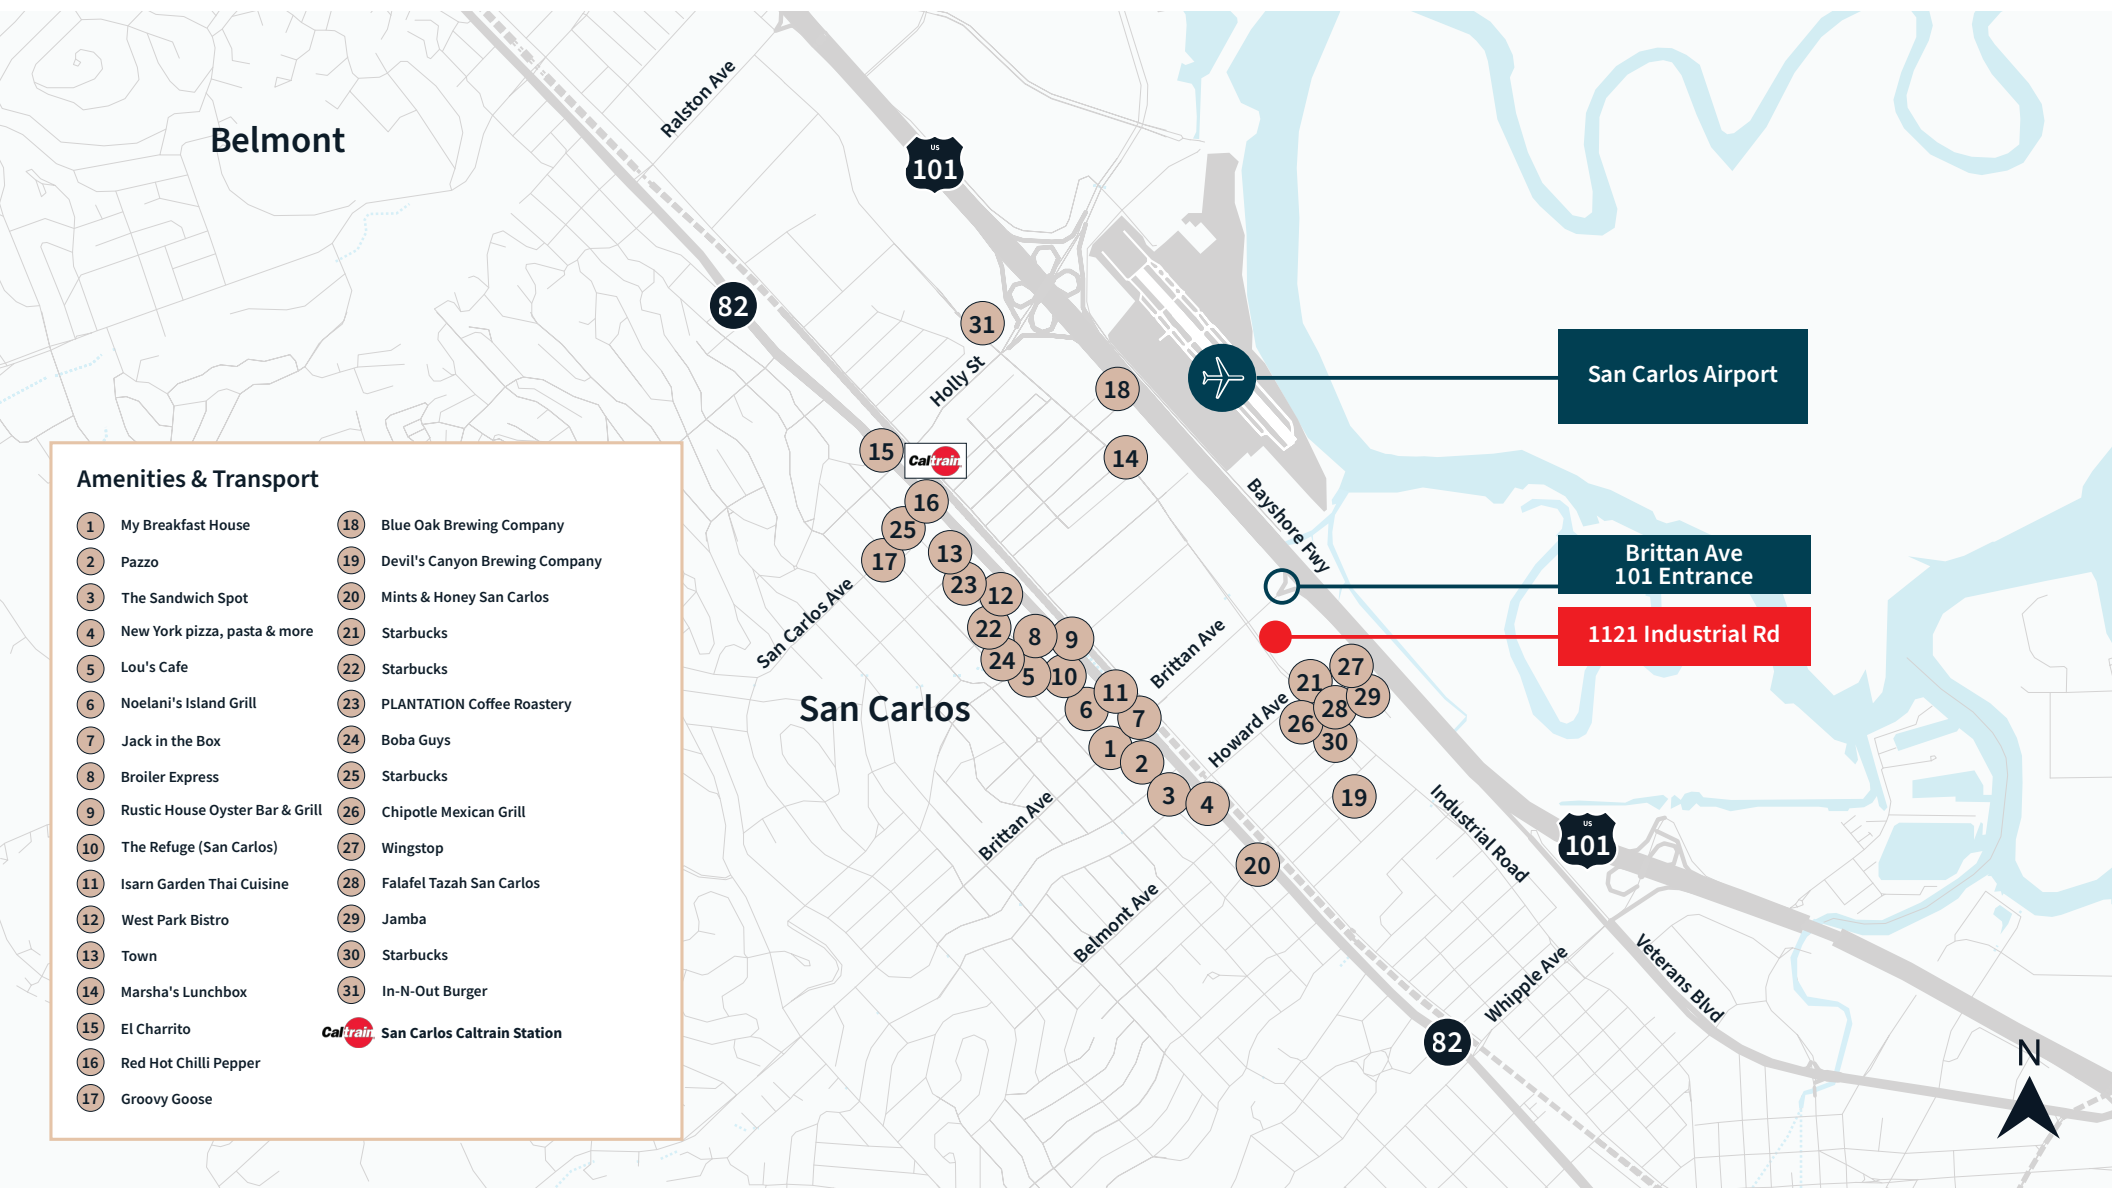 Belmont
Ralston Ave
US
101
82
31
Holly St
18
San Carlos Airport
15
Caltrain
14
16
25
17
13
23
12
Bayshore Fwy
Brittan Ave
101 Entrance
1121 Industrial Rd
San Carlos Ave
22
8
9
24
5
10
Brittan Ave
San Carlos
6
11
7
1
2
3
4
Howard Ave
21
27
29
28
26
30
19
20
Brittan Ave
Belmont Ave
Industrial Road
US
101
Whipple Ave
Veterans Blvd
82
N
Amenities & Transport
1 My Breakfast House
2 Pazzo
3 The Sandwich Spot
4 New York pizza, pasta & more
5 Lou's Cafe
6 Noelani's Island Grill
7 Jack in the Box
8 Broiler Express
9 Rustic House Oyster Bar & Grill
10 The Refuge (San Carlos)
11 Isarn Garden Thai Cuisine
12 West Park Bistro
13 Town
14 Marsha's Lunchbox
15 El Charrito
16 Red Hot Chilli Pepper
17 Groovy Goose
18 Blue Oak Brewing Company
19 Devil's Canyon Brewing Company
20 Mints & Honey San Carlos
21 Starbucks
22 Starbucks
23 PLANTATION Coffee Roastery
24 Boba Guys
25 Starbucks
26 Chipotle Mexican Grill
27 Wingstop
28 Falafel Tazah San Carlos
29 Jamba
30 Starbucks
31 In-N-Out Burger
Caltrain San Carlos Caltrain Station